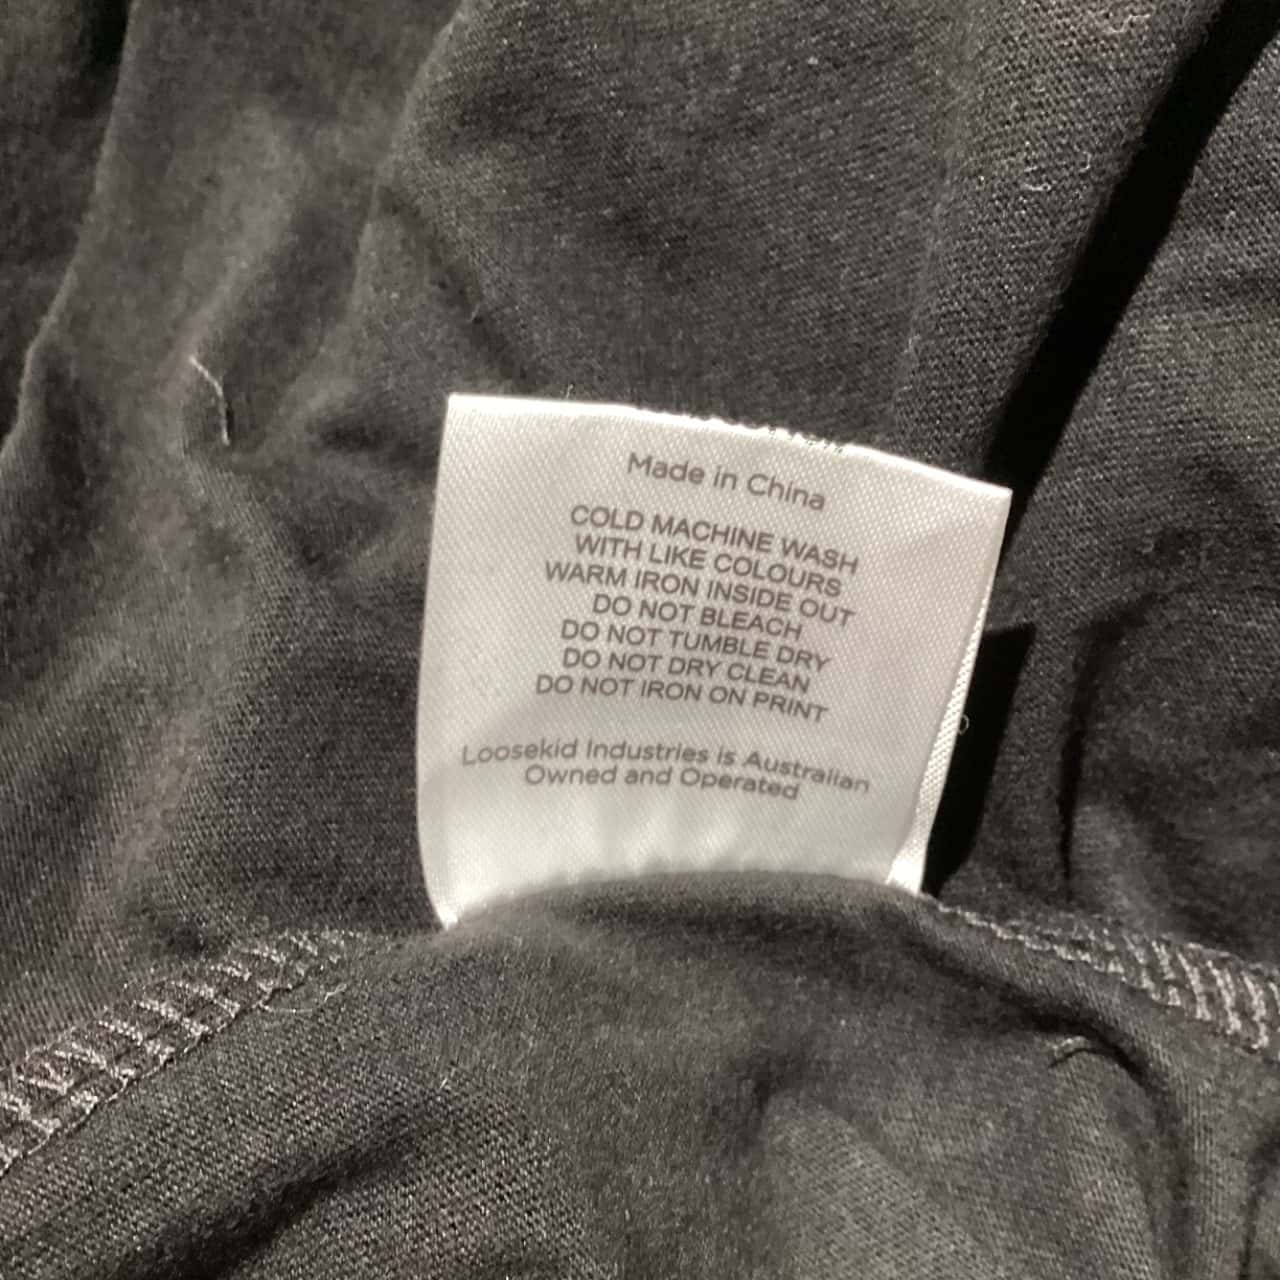 Made in China
COLD MACHINE WASH
WITH LIKE COLOURS
WARM IRON INSIDE OUT
DO NOT BLEACH
DO NOT TUMBLE DRY
DO NOT DRY CLEAN
DO NOT IRON ON PRINT
Loosekid Industries is Australian
Owned and Operated